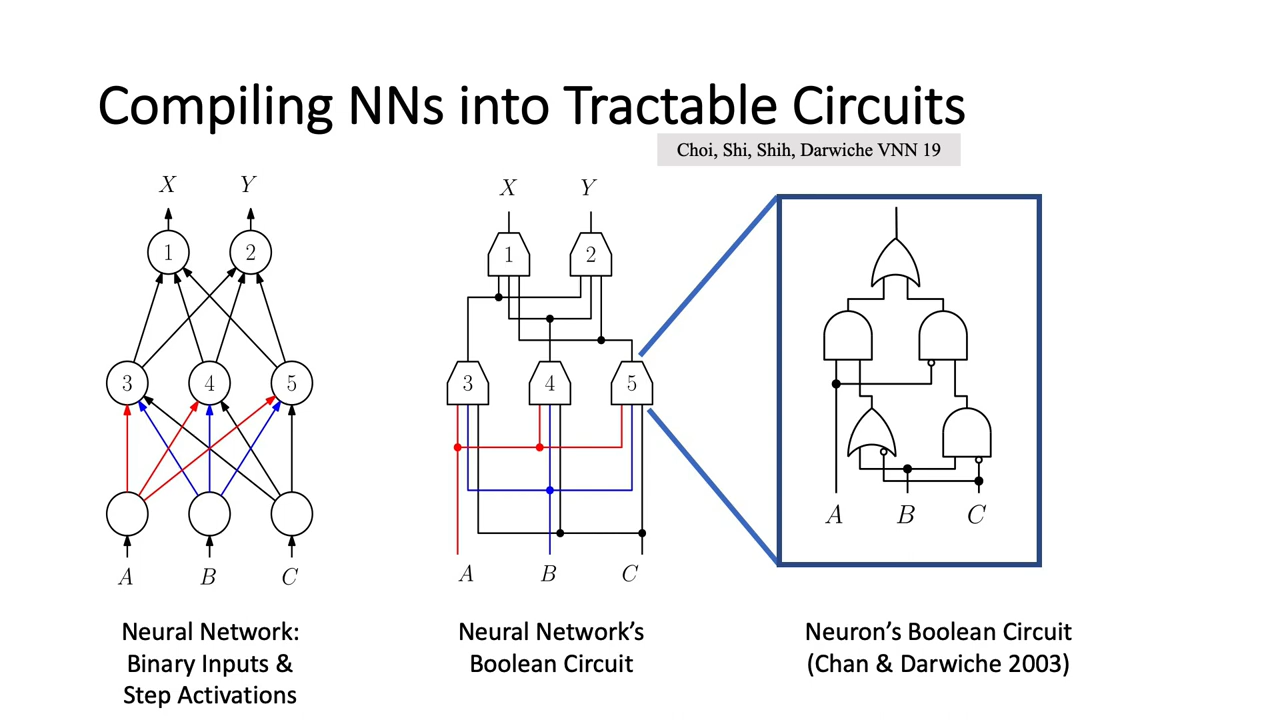 Compiling NNs into Tractable Circuits
Choi, Shi, Shih, Darwiche VNN 19
X Y
1 2
3 4 5
A B C
Neural Network:
Binary Inputs &
Step Activations
X Y
1 2
3 4 5
A B C
Neural Network’s
Boolean Circuit
A B C
Neuron’s Boolean Circuit
(Chan & Darwiche 2003)